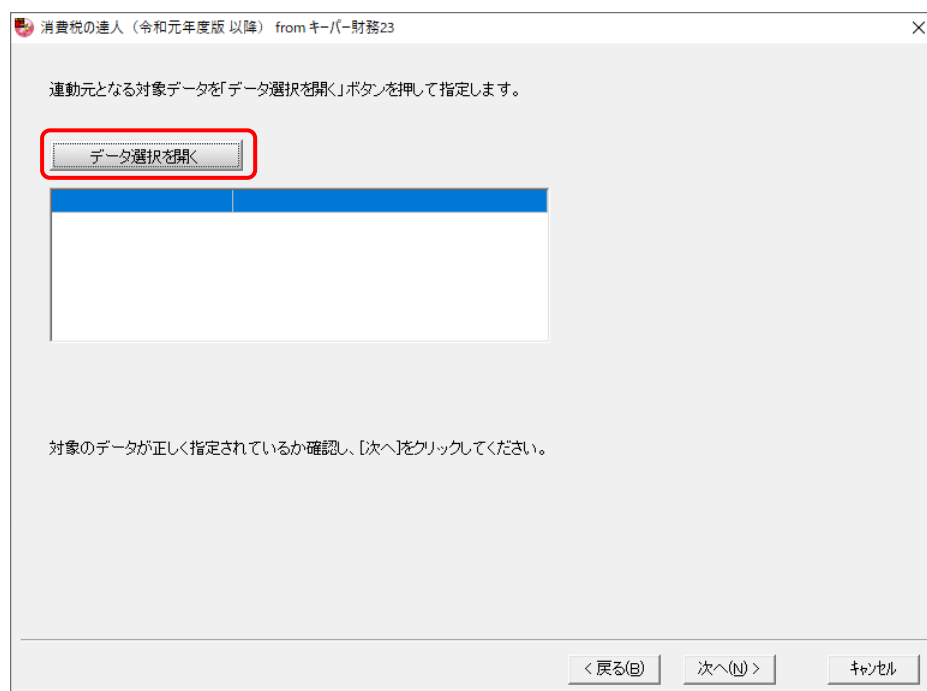 消費税の達人（令和元年度版 以降） from キーパー財務23
連動元となる対象データを「データ選択を開く」ボタンを押して指定します。
データ選択を開く
対象のデータが正しく指定されているか確認し、[次へ]をクリックしてください。
< 戻る(B)
次へ(N) >
キャンセル